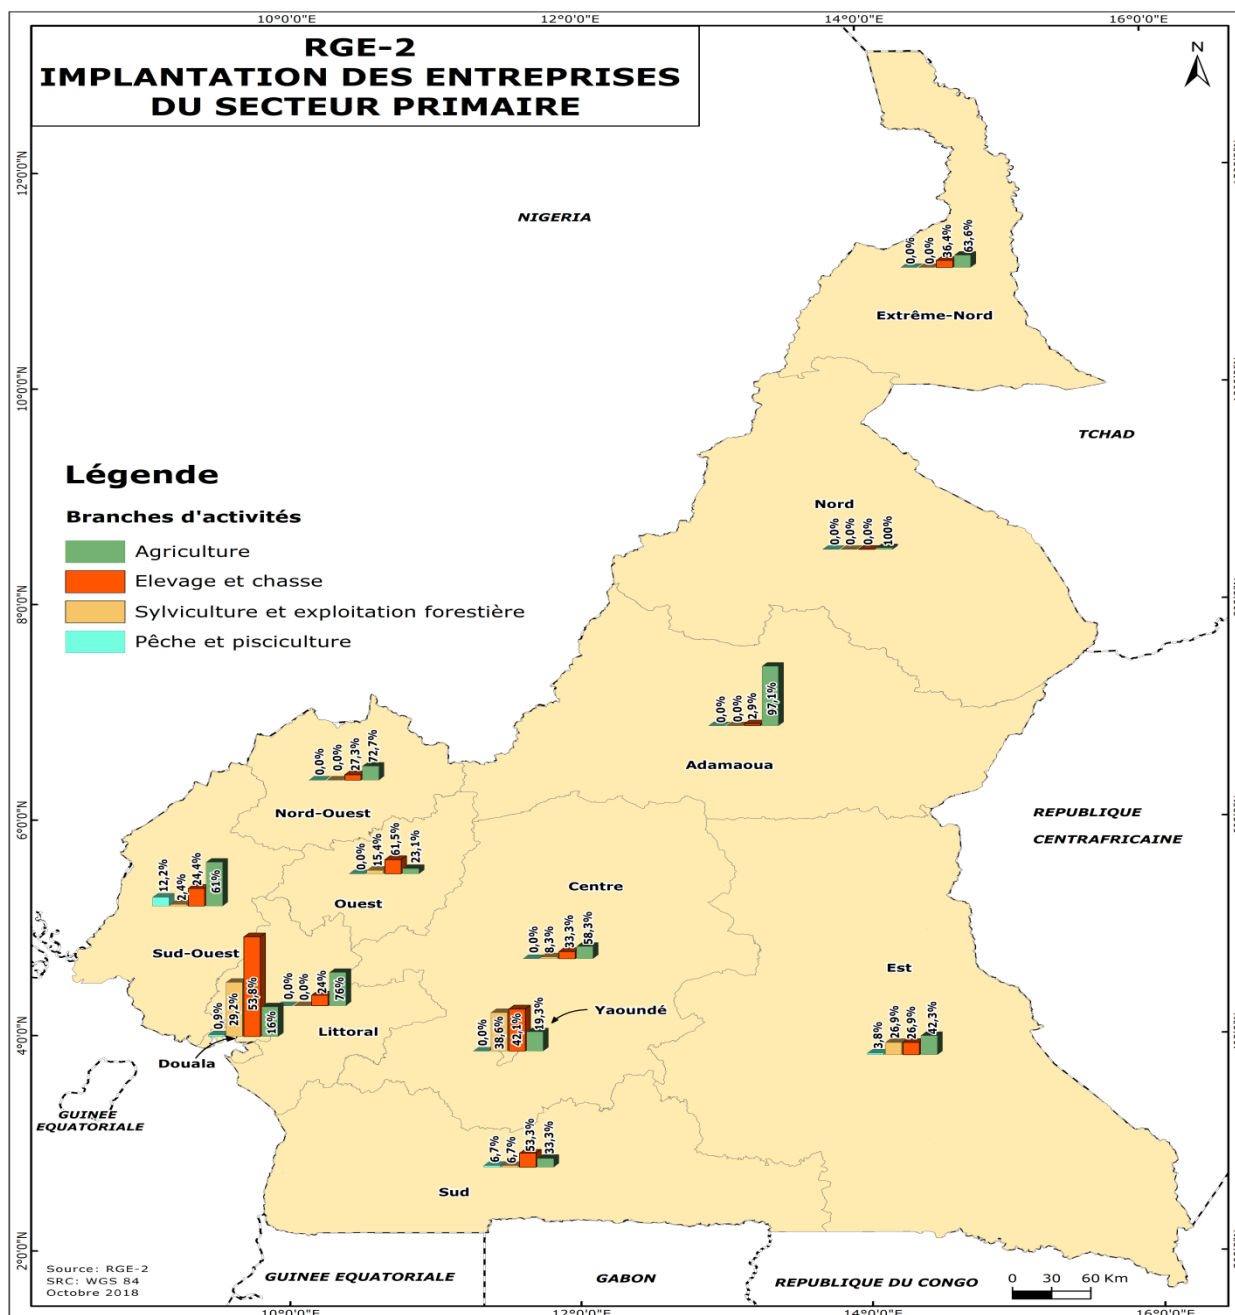 10°0'0"E 12°0'0"E 14°0'0"E 16°0'0"E
RGE-2
IMPLANTATION DES ENTREPRISES
DU SECTEUR PRIMAIRE
N
12°0'0"N
NIGERIA
0,0% 0,0% 36,4% 63,6%
Extrême-Nord
10°0'0"N
TCHAD
Légende
Branches d'activités
Agriculture
Elevage et chasse
Sylviculture et exploitation forestière
Pêche et pisciculture
Nord
0,0% 0,0% 0,0% 100%
8°0'0"N
0,0% 0,0% 2,9% 97,1%
Adamaoua
0,0% 0,0% 27,3% 72,7%
Nord-Ouest
6°0'0"N
REPUBLIQUE
CENTRAFRICAINE
0,0% 15,4% 61,5% 23,1%
Ouest
12,2% 2,4% 24,4% 61%
Sud-Ouest
Centre
0,0% 8,3% 33,3% 58,3%
0,9% 29,2% 53,8% 16%
Douala
0,0% 0,0% 24% 76%
Littoral
0,0% 38,6% 42,1% 19,3%
Yaoundé
Est
3,8% 26,9% 26,9% 42,3%
4°0'0"N
GUINEE
EQUATORIALE
6,7% 6,7% 53,3% 33,3%
Sud
2°0'0"N
Source: RGE-2
SRC: WGS 84
Octobre 2018
GUINEE EQUATORIALE
GABON
REPUBLIQUE DU CONGO
0 30 60 Km
10°0'0"E 12°0'0"E 14°0'0"E 16°0'0"E